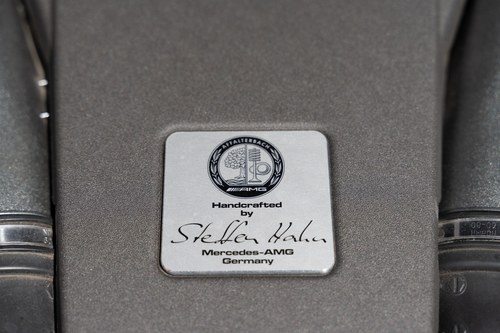 AFFALTERBACH
AMG
Handcrafted
by
Steffen Hahn
Mercedes-AMG
Germany